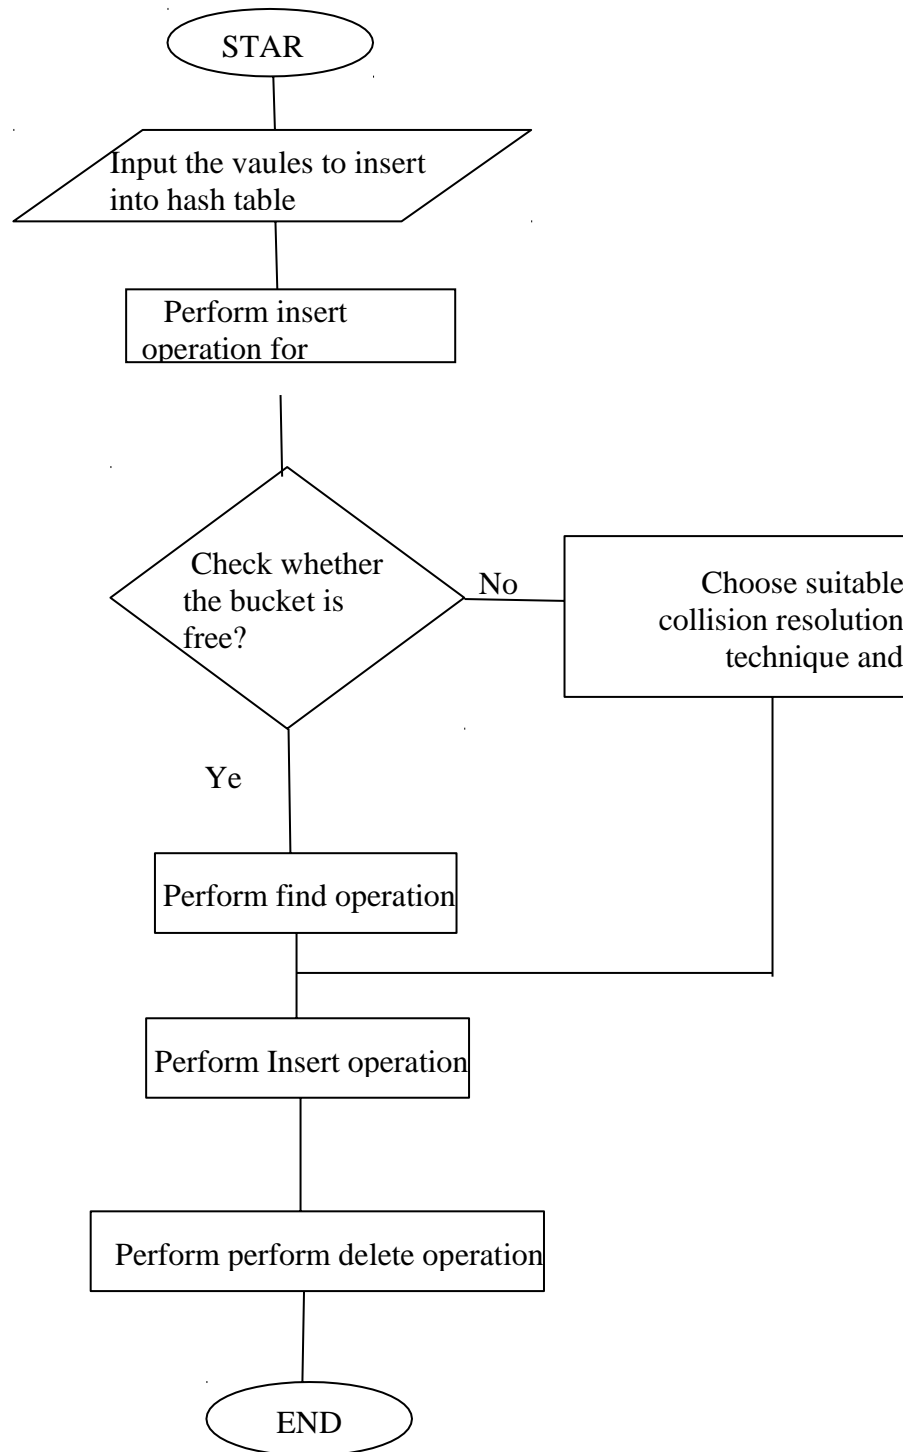 STAR
Input the vaules to insert
into hash table
Perform insert
operation for
Check whether
the bucket is
free?
No
Choose suitable
collision resolution
technique and
Ye
Perform find operation
Perform Insert operation
Perform perform delete operation
END